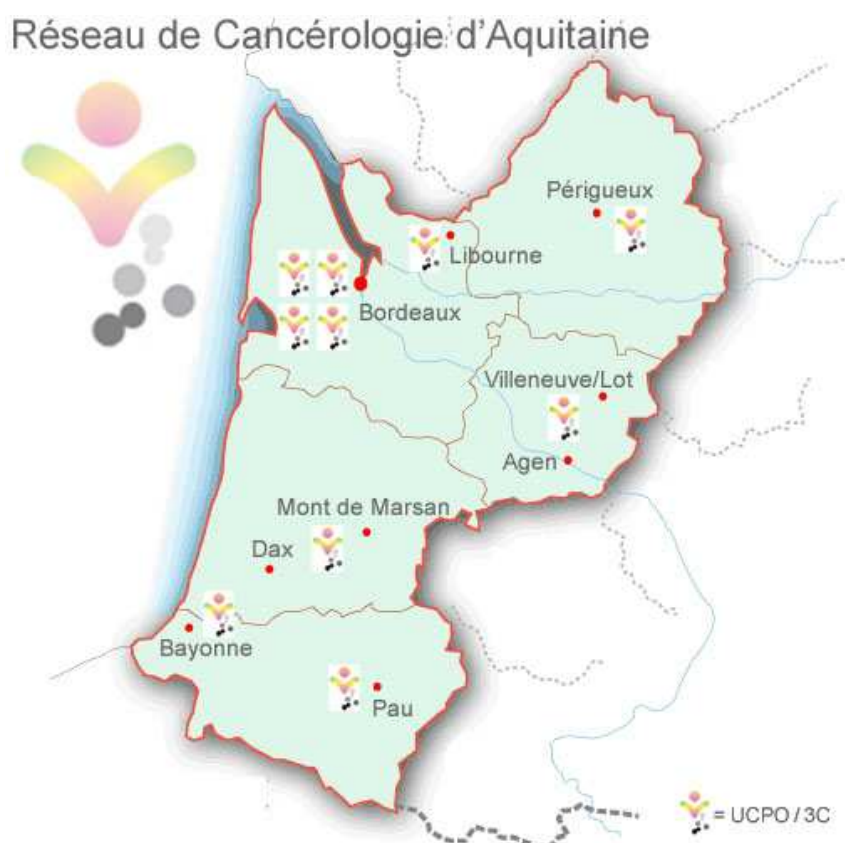 Réseau de Cancérologie d'Aquitaine
Périgueux
Libourne
Bordeaux
Villeneuve/Lot
Agen
Mont de Marsan
Dax
Bayonne
Pau
= UCPO / 3C